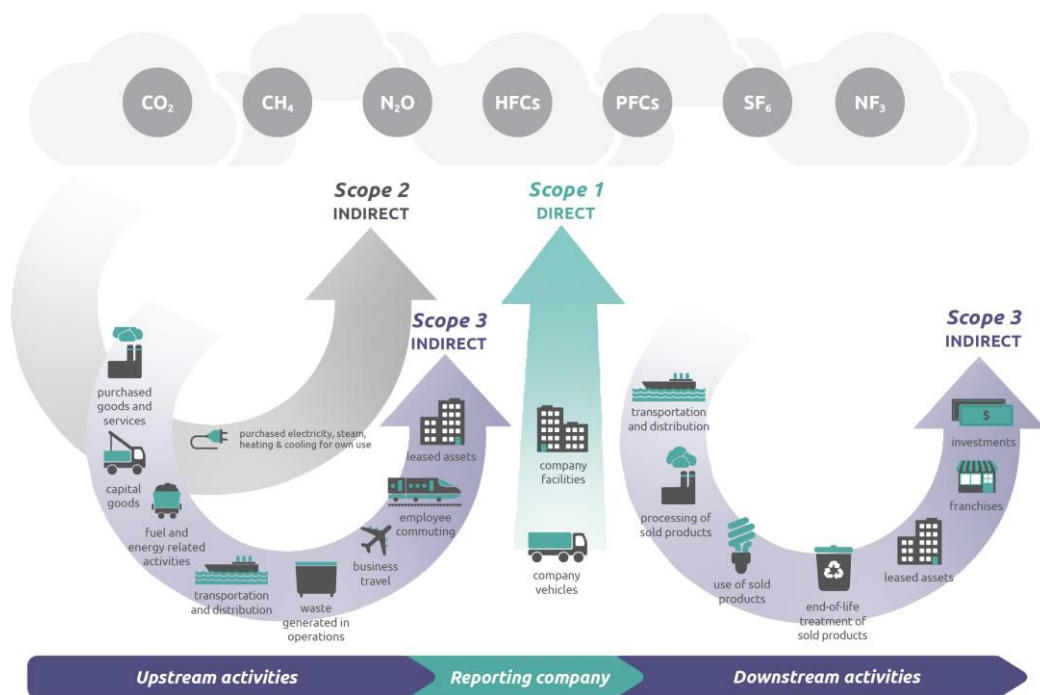 CO₂
CH₄
N₂O
HFCs
PFCs
SF₆
NF₃
Scope 2
INDIRECT
Scope 1
DIRECT
Scope 3
INDIRECT
Scope 3
INDIRECT
purchased
goods and
services
capital
goods
fuel and
energy related
activities
transportation
and distribution
waste
generated in
operations
business
travel
employee
commuting
leased assets
purchased electricity, steam,
heating & cooling for own use
company
facilities
company
vehicles
transportation
and distribution
processing of
sold products
use of sold
products
end-of-life
treatment of
sold products
leased assets
franchises
$
investments
Upstream activities
Reporting company
Downstream activities